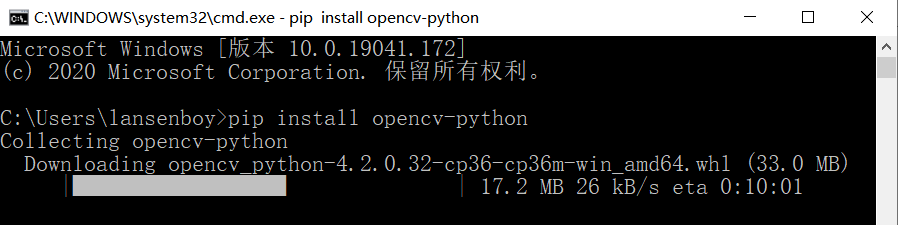 C:\WINDOWS\system32\cmd.exe - pip  install opencv-python
Microsoft Windows [版本 10.0.19041.172]
(c) 2020 Microsoft Corporation. 保留所有权利。
C:\Users\lansenboy>pip install opencv-python
Collecting opencv-python
  Downloading opencv_python-4.2.0.32-cp36-cp36m-win_amd64.whl (33.0 MB)
     |████████████████▌               | 17.2 MB 26 kB/s eta 0:10:01